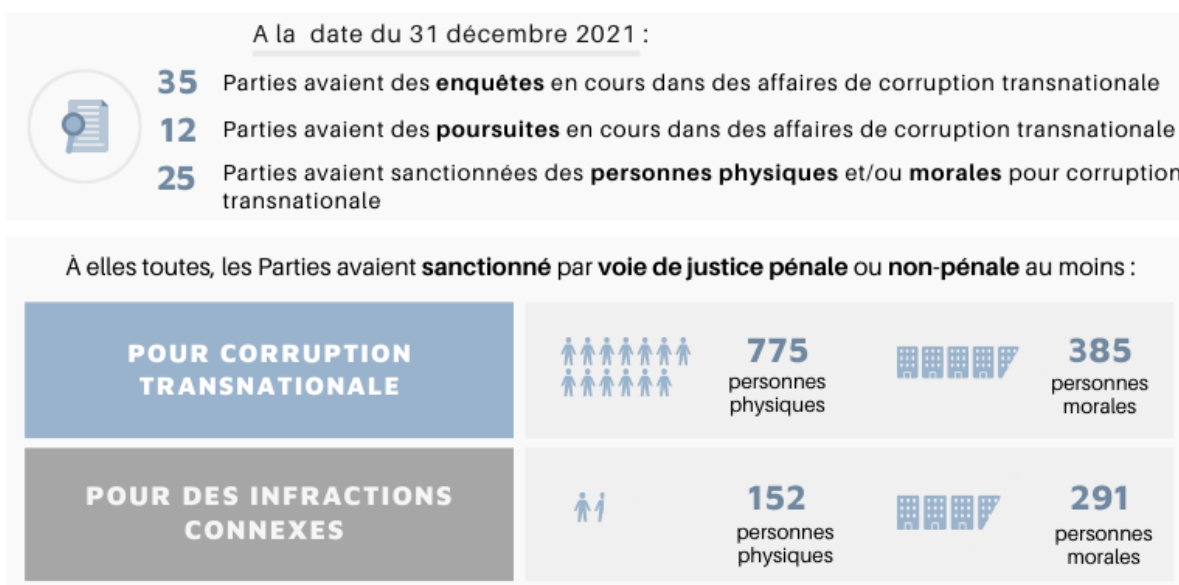 A la date du 31 décembre 2021 :
35 Parties avaient des enquêtes en cours dans des affaires de corruption transnationale
12 Parties avaient des poursuites en cours dans des affaires de corruption transnationale
25 Parties avaient sanctionnées des personnes physiques et/ou morales pour corruption
transnationale
À elles toutes, les Parties avaient sanctionné par voie de justice pénale ou non-pénale au moins :
POUR CORRUPTION
TRANSNATIONALE
775
personnes
physiques
385
personnes
morales
POUR DES INFRACTIONS
CONNEXES
152
personnes
physiques
291
personnes
morales